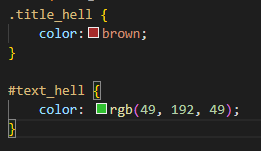 .title_hell {
color: brown;
}
#text_hell {
color: rgb(49, 192, 49);
}